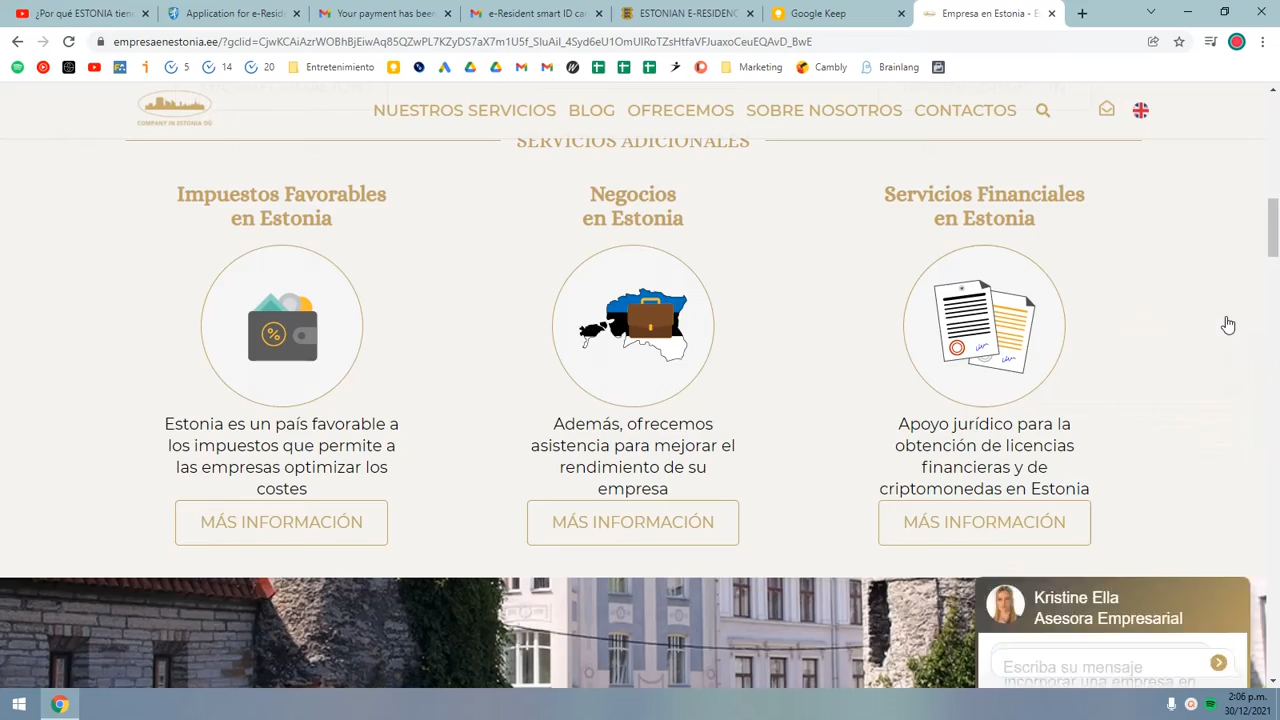 ¿Por qué ESTONIA tien
Application for e-Resid
Your payment has been
e-Resident smart ID ca
ESTONIAN E-RESIDENC
Google Keep
Empresa en Estonia - E
empresaenestonia.ee/?gclid=CjwKCAiAzrWOBhBjEiwAq85QZwPL7KZyDS7aX7m1U5f_SIuAil_4Syd6eU1OmUIRoTZsHtfaVFJuaxoCeuEQAvD_BwE
5
14
20
Entretenimiento
Marketing
Cambly
Brainlang
COMPANY IN ESTONIA OÜ
NUESTROS SERVICIOS BLOG OFRECEMOS SOBRE NOSOTROS CONTACTOS
SERVICIOS ADICIONALES
Impuestos Favorables
en Estonia
Estonia es un país favorable a
los impuestos que permite a
las empresas optimizar los
costes
MÁS INFORMACIÓN
Negocios
en Estonia
Además, ofrecemos
asistencia para mejorar el
rendimiento de su
empresa
MÁS INFORMACIÓN
Servicios Financiales
en Estonia
Apoyo jurídico para la
obtención de licencias
financieras y de
criptomonedas en Estonia
MÁS INFORMACIÓN
Kristine Ella
Asesora Empresarial
Escriba su mensaje
incorporar una empresa en
2:06 p.m.
30/12/2021